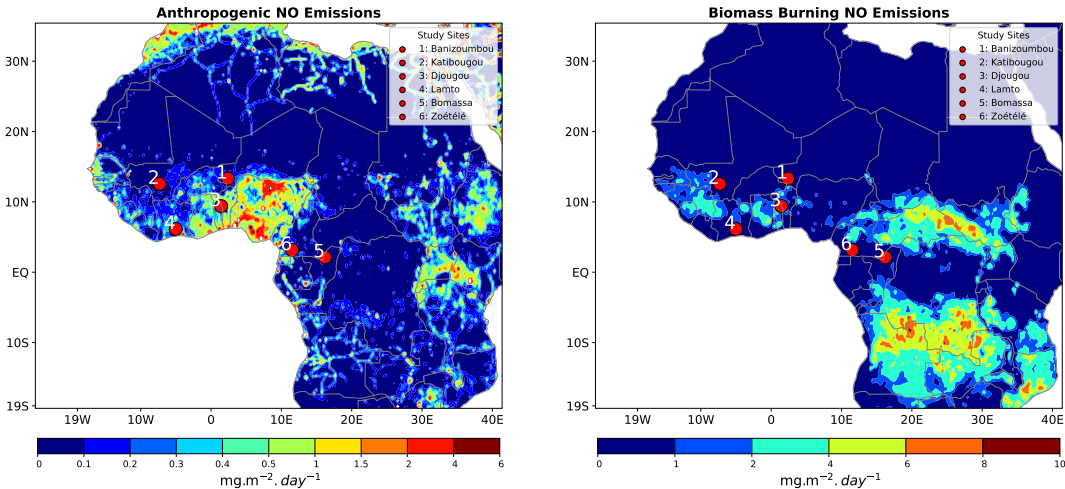 Anthropogenic NO Emissions
Study Sites
1: Banizoumbou
2: Katibougou
3: Djougou
4: Lamto
5: Bomassa
6: Zoétélé
30N
20N
10N
EQ
10S
19S
1
2
3
4
6
5
19W
10W
0
10E
20E
30E
40E
0
0.1
0.2
0.3
0.4
0.5
1
1.5
2
4
6
mg.m−2.day−1
Biomass Burning NO Emissions
Study Sites
1: Banizoumbou
2: Katibougou
3: Djougou
4: Lamto
5: Bomassa
6: Zoétélé
30N
20N
10N
EQ
10S
19S
1
2
3
4
6
5
19W
10W
0
10E
20E
30E
40E
0
1
2
4
6
8
10
mg.m−2.day−1